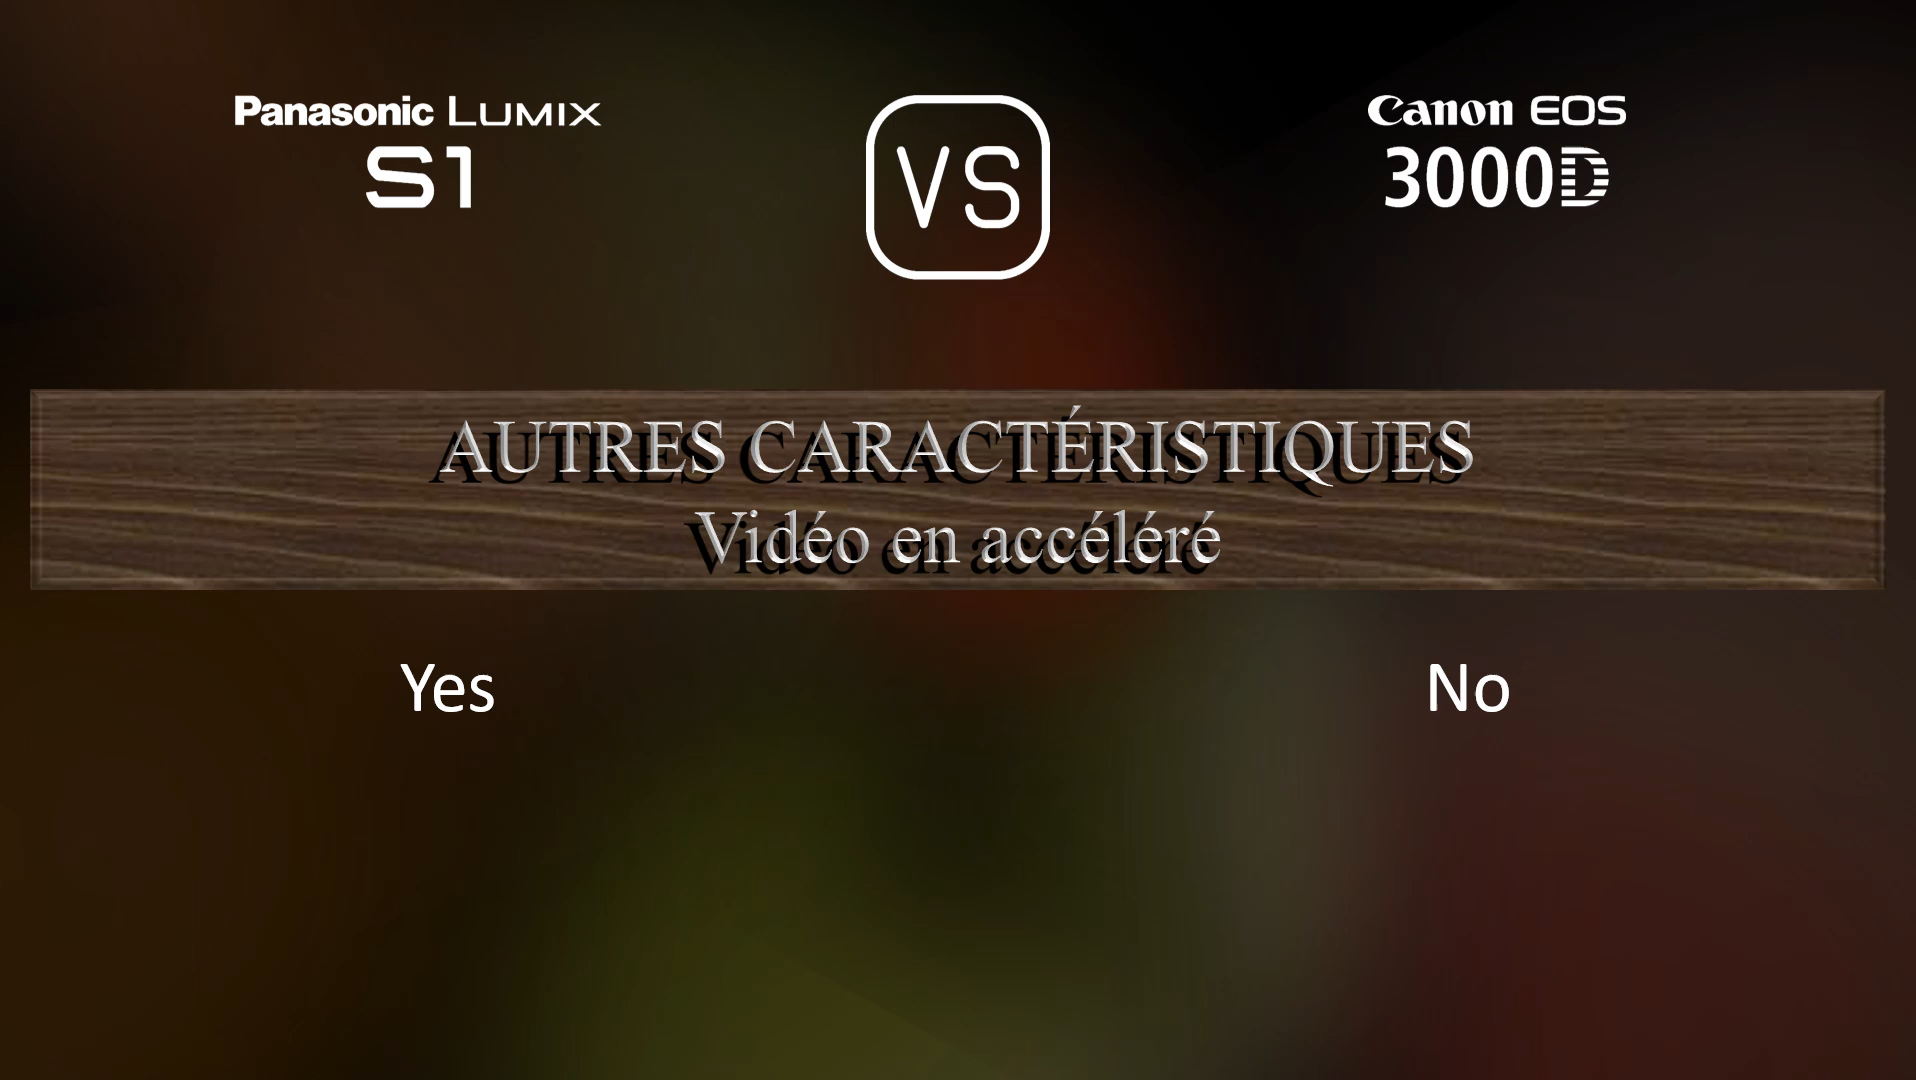 Panasonic LUMIX
S1
VS
Canon EOS
3000D
AUTRES CARACTÉRISTIQUES
Vidéo en accéléré
Yes
No